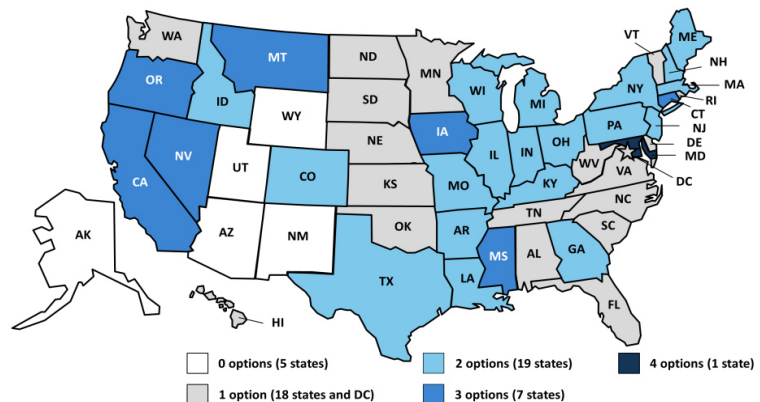 WA
MT
ND
MN
VT
ME
NH
MA
RI
CT
NJ
DE
MD
DC
OR
ID
WY
SD
WI
MI
NY
PA
NV
UT
CO
NE
IA
IL
IN
OH
WV
VA
CA
AZ
NM
KS
MO
KY
NC
TN
SC
OK
AR
MS
AL
GA
TX
LA
FL
AK
HI
0 options (5 states)
2 options (19 states)
4 options (1 state)
1 option (18 states and DC)
3 options (7 states)